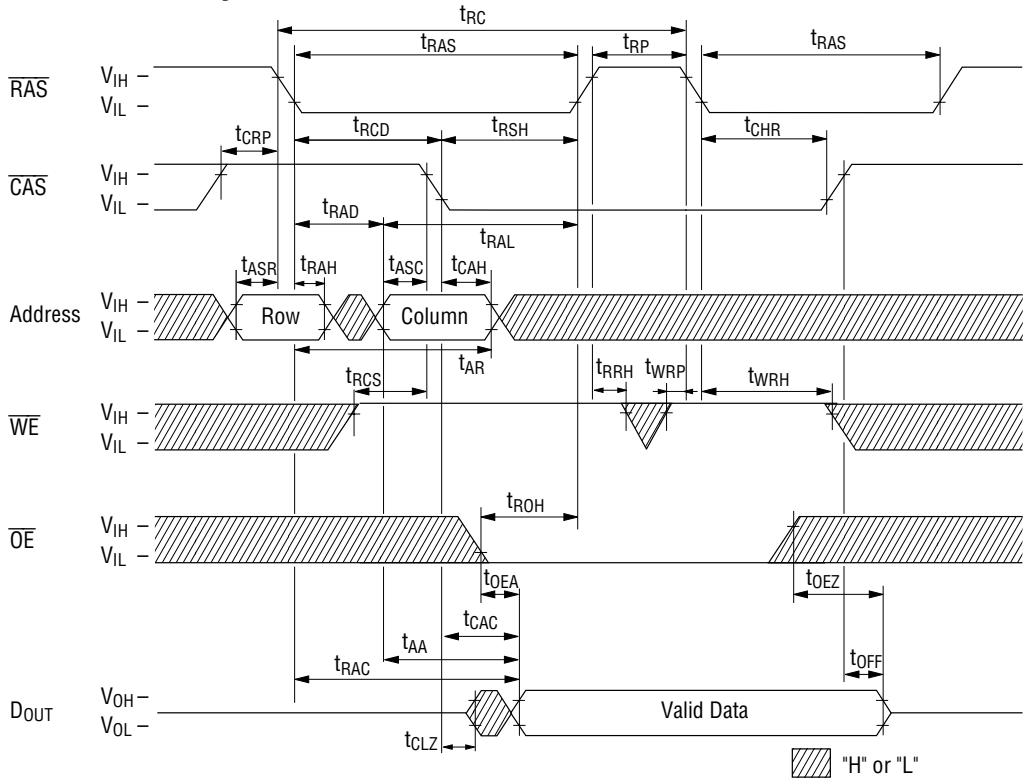 tRC
tRAS tRP tRAS
RAS VIH
VIL
tRCD tRSH tCHR
tCRP
CAS VIH
VIL
tRAD tRAL
tASR tRAH tASC tCAH
Address VIH
VIL
Row Column
tAR
tRCS tRRH tWRP tWRH
WE VIH
VIL
tROH
OE VIH
VIL
tOEA tOEZ
tCAC
tAA
tRAC tOFF
DOUT VOH
VOL
Valid Data
tCLZ
"H" or "L"